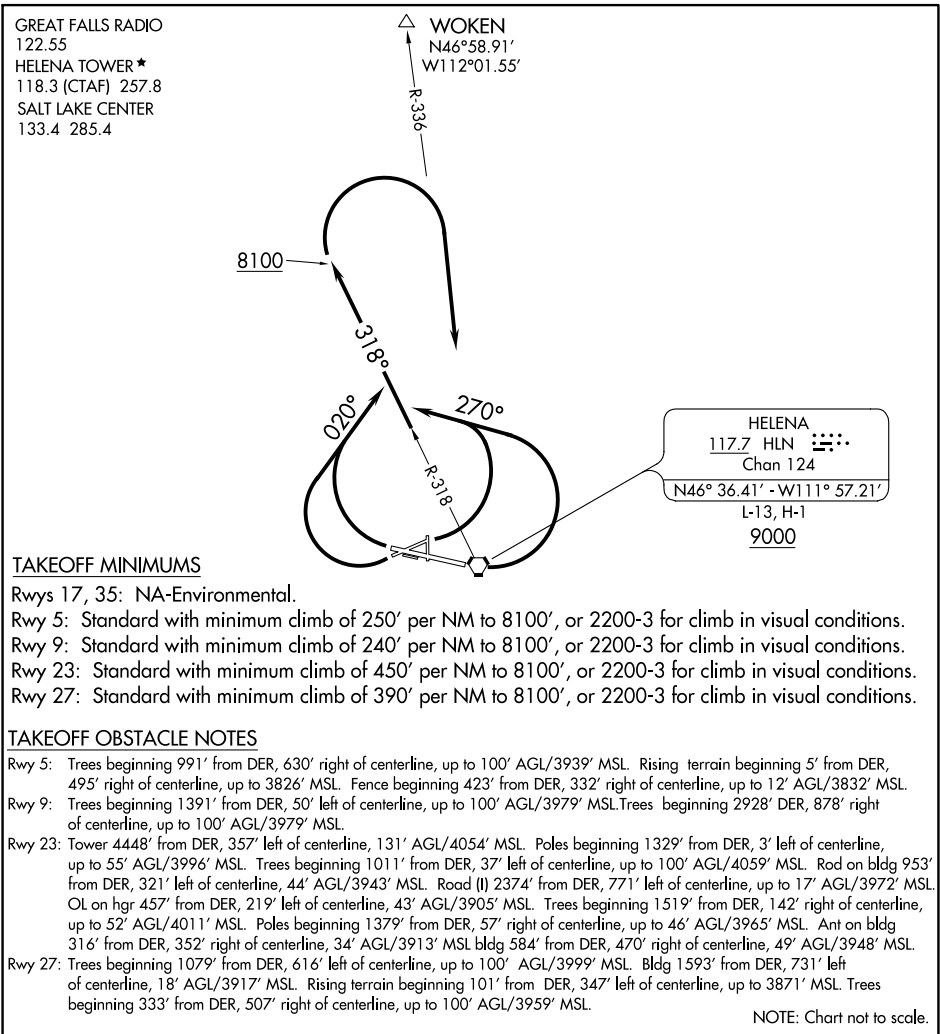 GREAT FALLS RADIO
122.55
HELENA TOWER★
118.3 (CTAF) 257.8
SALT LAKE CENTER
133.4 285.4
WOKEN
N46°58.91′
W112°01.55′
R-336
8100
318°
020°
270°
R-318
HELENA
117.7 HLN
Chan 124
N46° 36.41′ - W111° 57.21′
L-13, H-1
9000
TAKEOFF MINIMUMS
Rwys 17, 35: NA-Environmental.
Rwy 5: Standard with minimum climb of 250′ per NM to 8100′, or 2200-3 for climb in visual conditions.
Rwy 9: Standard with minimum climb of 240′ per NM to 8100′, or 2200-3 for climb in visual conditions.
Rwy 23: Standard with minimum climb of 450′ per NM to 8100′, or 2200-3 for climb in visual conditions.
Rwy 27: Standard with minimum climb of 390′ per NM to 8100′, or 2200-3 for climb in visual conditions.
TAKEOFF OBSTACLE NOTES
Rwy 5: Trees beginning 991′ from DER, 630′ right of centerline, up to 100′ AGL/3939′ MSL. Rising terrain beginning 5′ from DER,
495′ right of centerline, up to 3826′ MSL. Fence beginning 423′ from DER, 332′ right of centerline, up to 12′ AGL/3832′ MSL.
Rwy 9: Trees beginning 1391′ from DER, 50′ left of centerline, up to 100′ AGL/3979′ MSL.Trees beginning 2928′ DER, 878′ right
of centerline, up to 100′ AGL/3979′ MSL.
Rwy 23: Tower 4448′ from DER, 357′ left of centerline, 131′ AGL/4054′ MSL. Poles beginning 1329′ from DER, 3′ left of centerline,
up to 55′ AGL/3996′ MSL. Trees beginning 1011′ from DER, 37′ left of centerline, up to 100′ AGL/4059′ MSL. Rod on bldg 953′
from DER, 321′ left of centerline, 44′ AGL/3943′ MSL. Road (I) 2374′ from DER, 771′ left of centerline, up to 17′ AGL/3972′ MSL.
OL on hgr 457′ from DER, 219′ left of centerline, 43′ AGL/3905′ MSL. Trees beginning 1519′ from DER, 142′ right of centerline,
up to 52′ AGL/4011′ MSL. Poles beginning 1379′ from DER, 57′ right of centerline, up to 46′ AGL/3965′ MSL. Ant on bldg
316′ from DER, 352′ right of centerline, 34′ AGL/3913′ MSL bldg 584′ from DER, 470′ right of centerline, 49′ AGL/3948′ MSL.
Rwy 27: Trees beginning 1079′ from DER, 616′ left of centerline, up to 100′ AGL/3999′ MSL. Bldg 1593′ from DER, 731′ left
of centerline, 18′ AGL/3917′ MSL. Rising terrain beginning 101′ from DER, 347′ left of centerline, up to 3871′ MSL. Trees
beginning 333′ from DER, 507′ right of centerline, up to 100′ AGL/3959′ MSL.
NOTE: Chart not to scale.